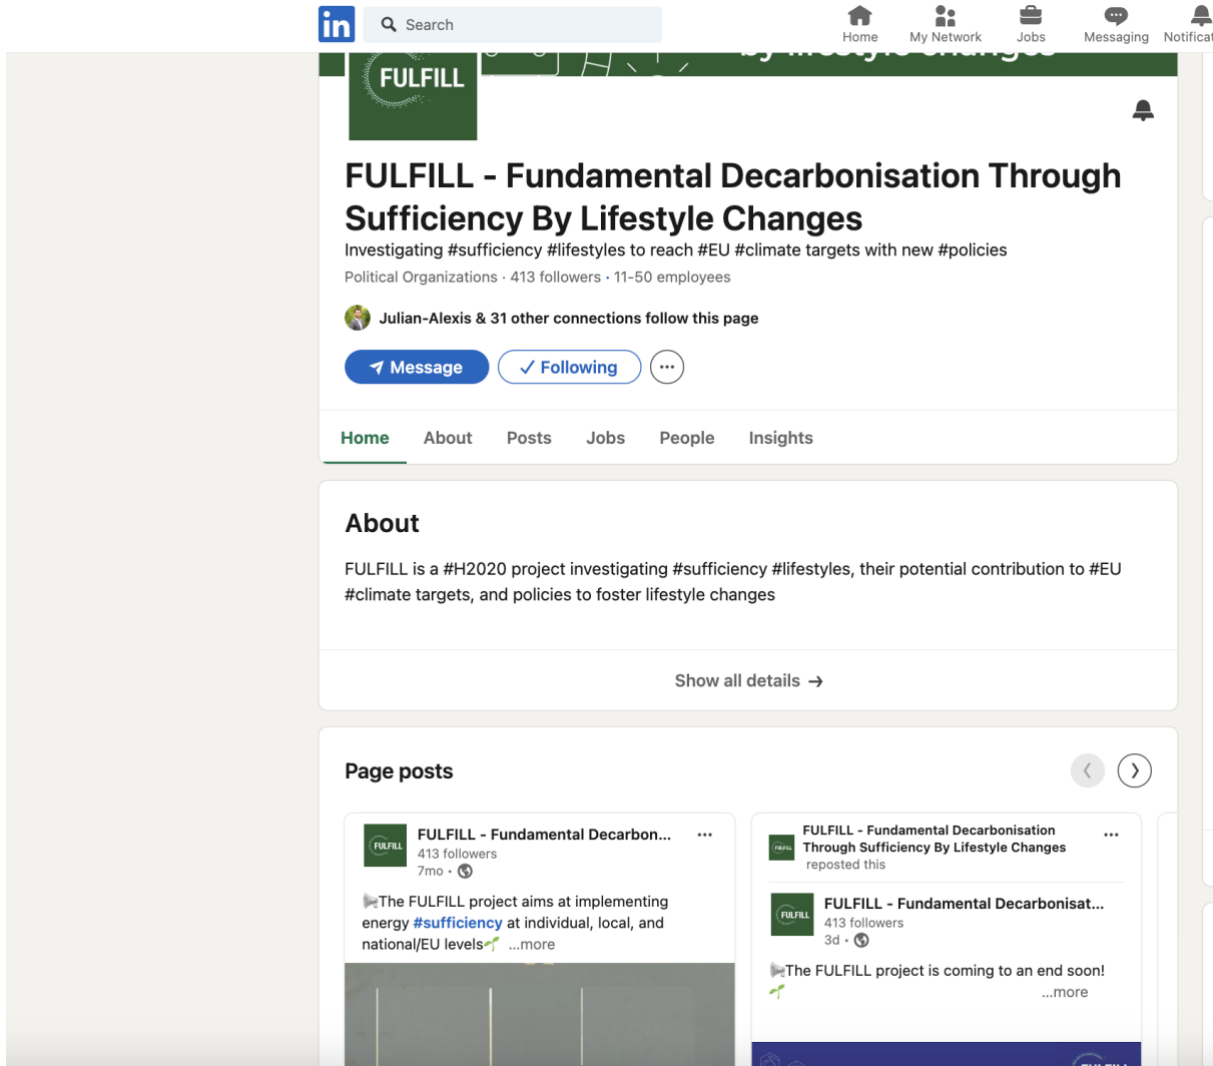 in
Search
Home
My Network
Jobs
Messaging
Notificat
by lifestyle changes
FULFILL
FULFILL - Fundamental Decarbonisation Through
Sufficiency By Lifestyle Changes
Investigating #sufficiency #lifestyles to reach #EU #climate targets with new #policies
Political Organizations · 413 followers · 11-50 employees
Julian-Alexis & 31 other connections follow this page
Message
Following
Home
About
Posts
Jobs
People
Insights
About
FULFILL is a #H2020 project investigating #sufficiency #lifestyles, their potential contribution to #EU
#climate targets, and policies to foster lifestyle changes
Show all details →
Page posts
FULFILL
FULFILL - Fundamental Decarbon...
413 followers
7mo ·
The FULFILL project aims at implementing
energy #sufficiency at individual, local, and
national/EU levels ...more
FULFILL
FULFILL - Fundamental Decarbonisation
Through Sufficiency By Lifestyle Changes
reposted this
FULFILL
FULFILL - Fundamental Decarbonisat...
413 followers
3d ·
The FULFILL project is coming to an end soon!
...more
FULFILL